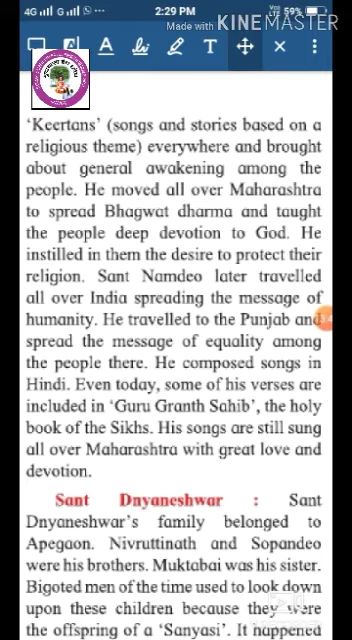 4G G 2:29 PM 59%
Made with KINEMASTER
A T
'Keertans' (songs and stories based on a
religious theme) everywhere and brought
about general awakening among the
people. He moved all over Maharashtra
to spread Bhagwat dharma and taught
the people deep devotion to God. He
instilled in them the desire to protect their
religion. Sant Namdeo later travelled
all over India spreading the message of
humanity. He travelled to the Punjab and
spread the message of equality among
the people there. He composed songs in
Hindi. Even today, some of his verses are
included in 'Guru Granth Sahib', the holy
book of the Sikhs. His songs are still sung
all over Maharashtra with great love and
devotion.
Sant Dnyaneshwar : Sant
Dnyaneshwar's family belonged to
Apegaon. Nivruttinath and Sopandeo
were his brothers. Muktabai was his sister.
Bigoted men of the time used to look down
upon these children because they were
the offspring of a 'Sanyasi'. It happened